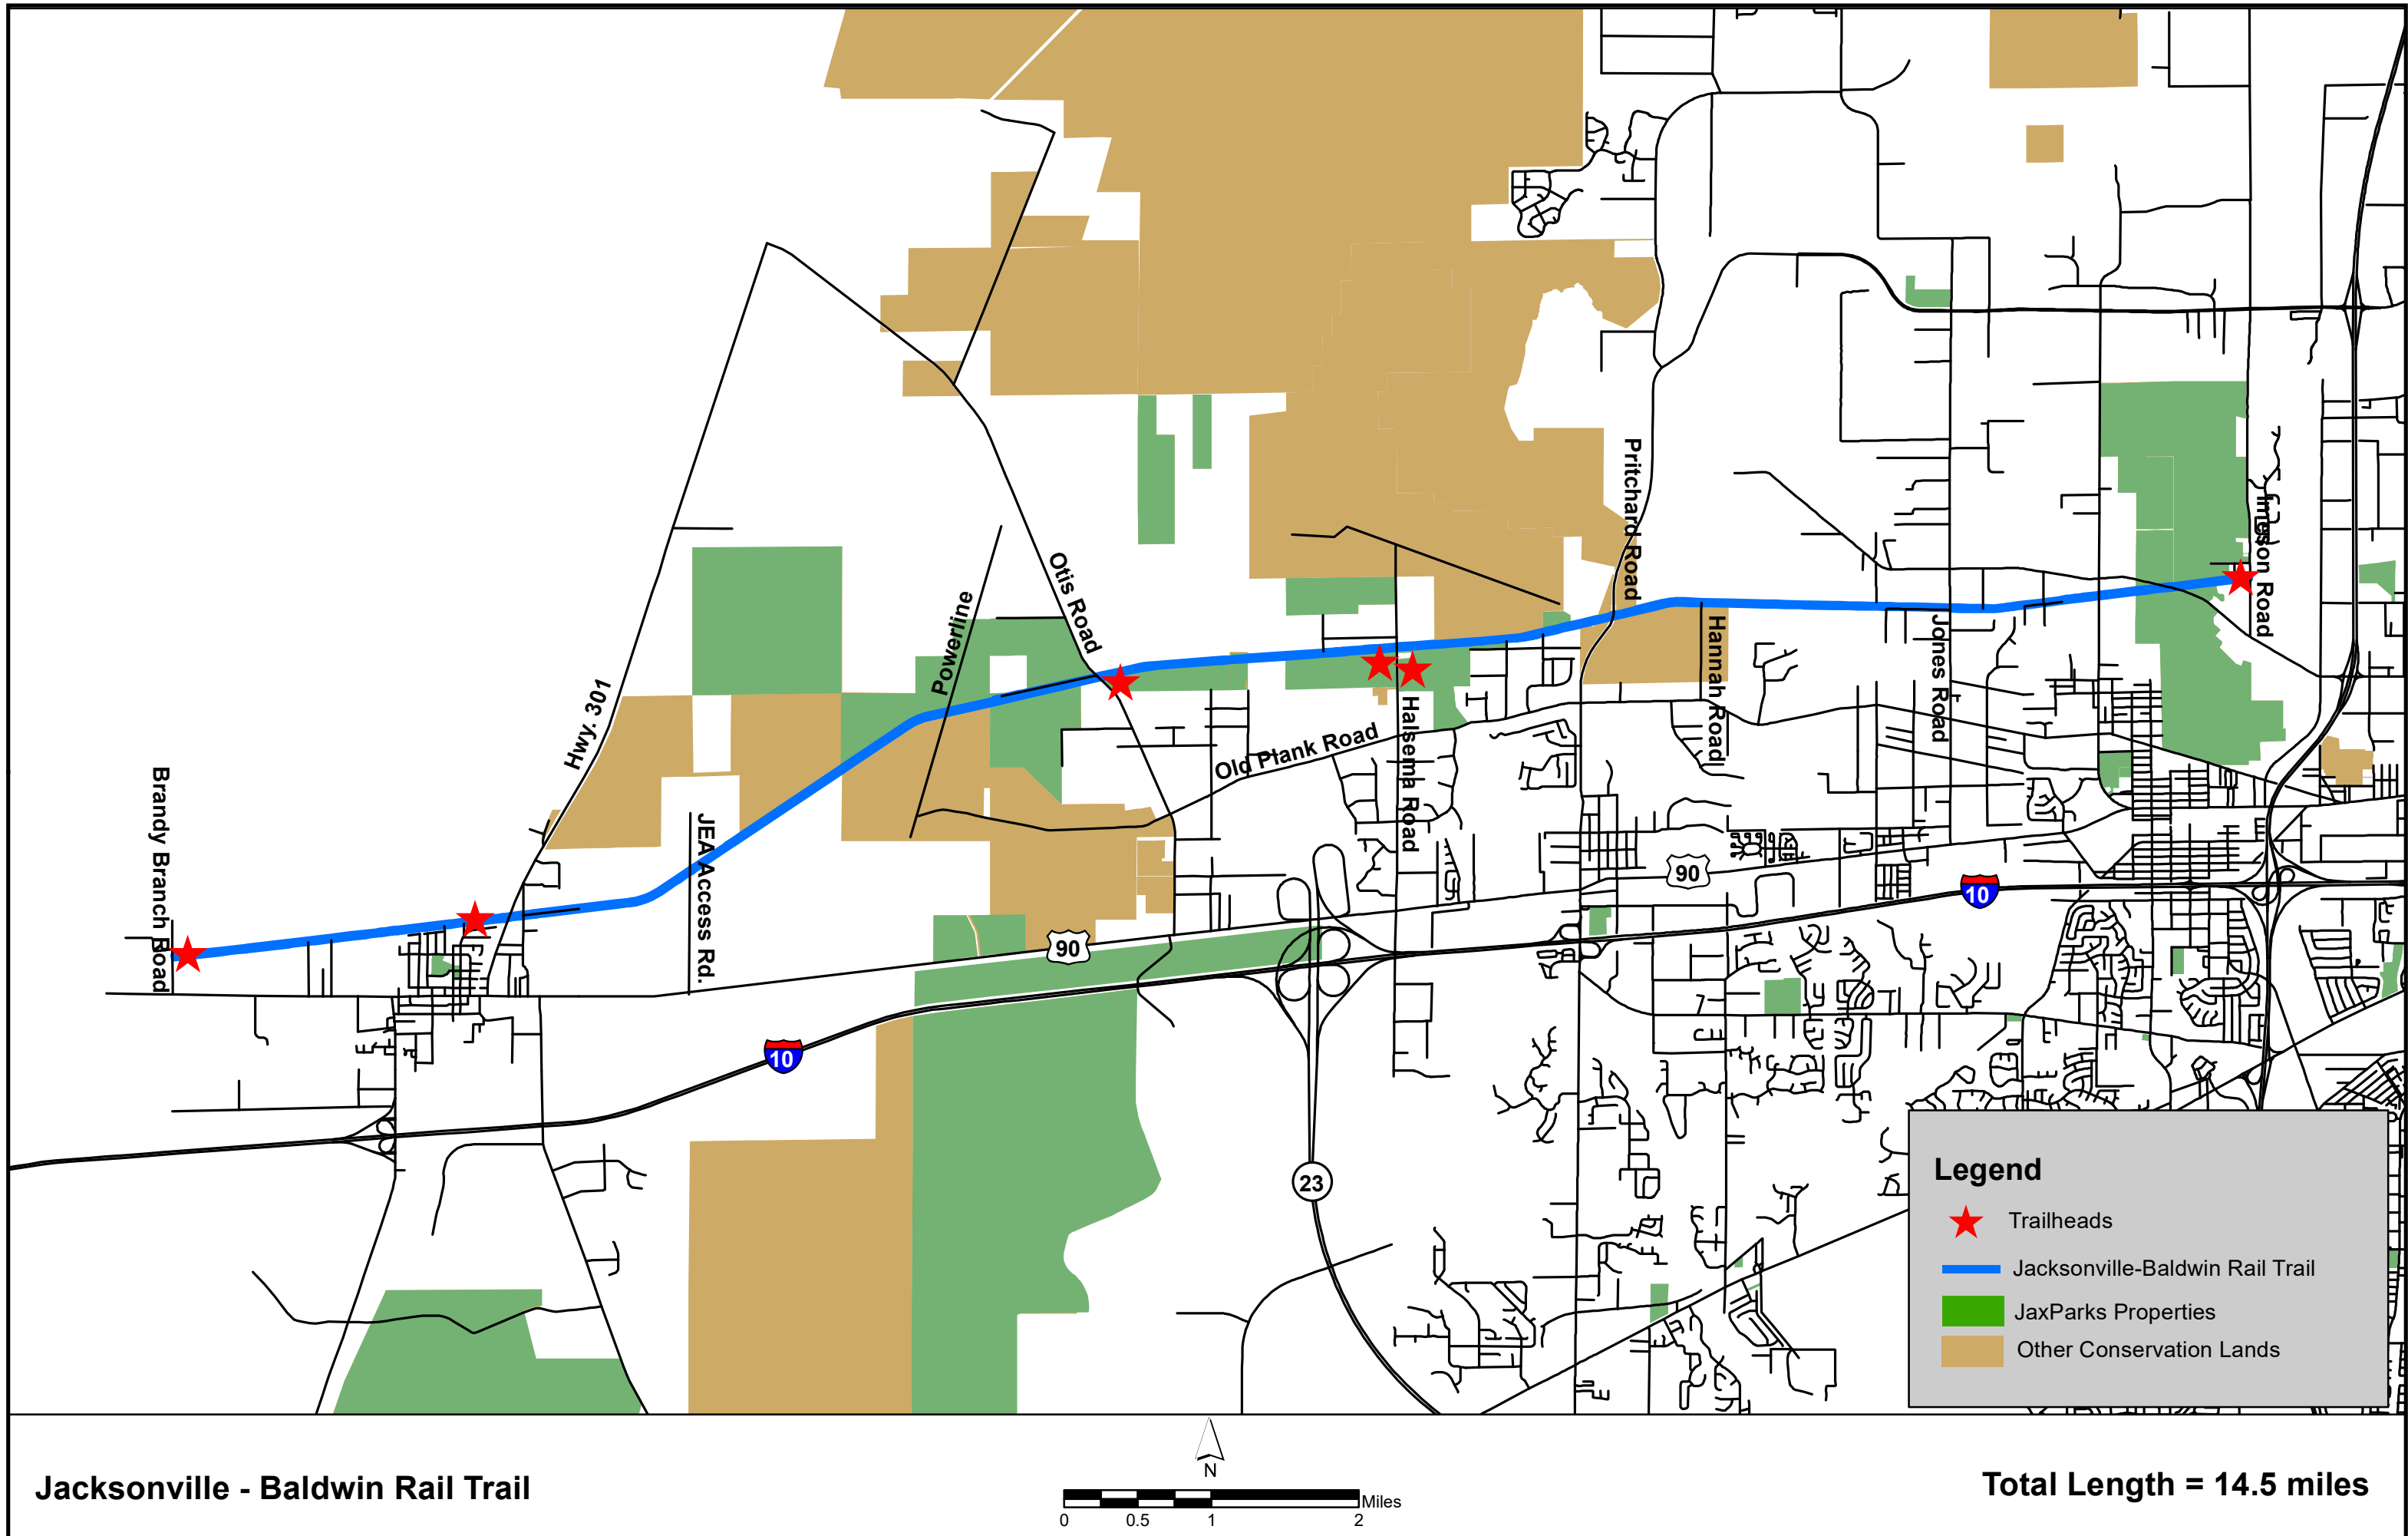 Pritchard Road
Imeson Road
Otis Road
Powerline
Hannah Road
Jones Road
Hwy. 301
Halsema Road
Old Plank Road
Brandy Branch Road
JEA Access Rd.
90
90
10
10
23
Legend
Trailheads
Jacksonville-Baldwin Rail Trail
JaxParks Properties
Other Conservation Lands
Jacksonville - Baldwin Rail Trail
N
Miles
0 0.5 1 2
Total Length = 14.5 miles